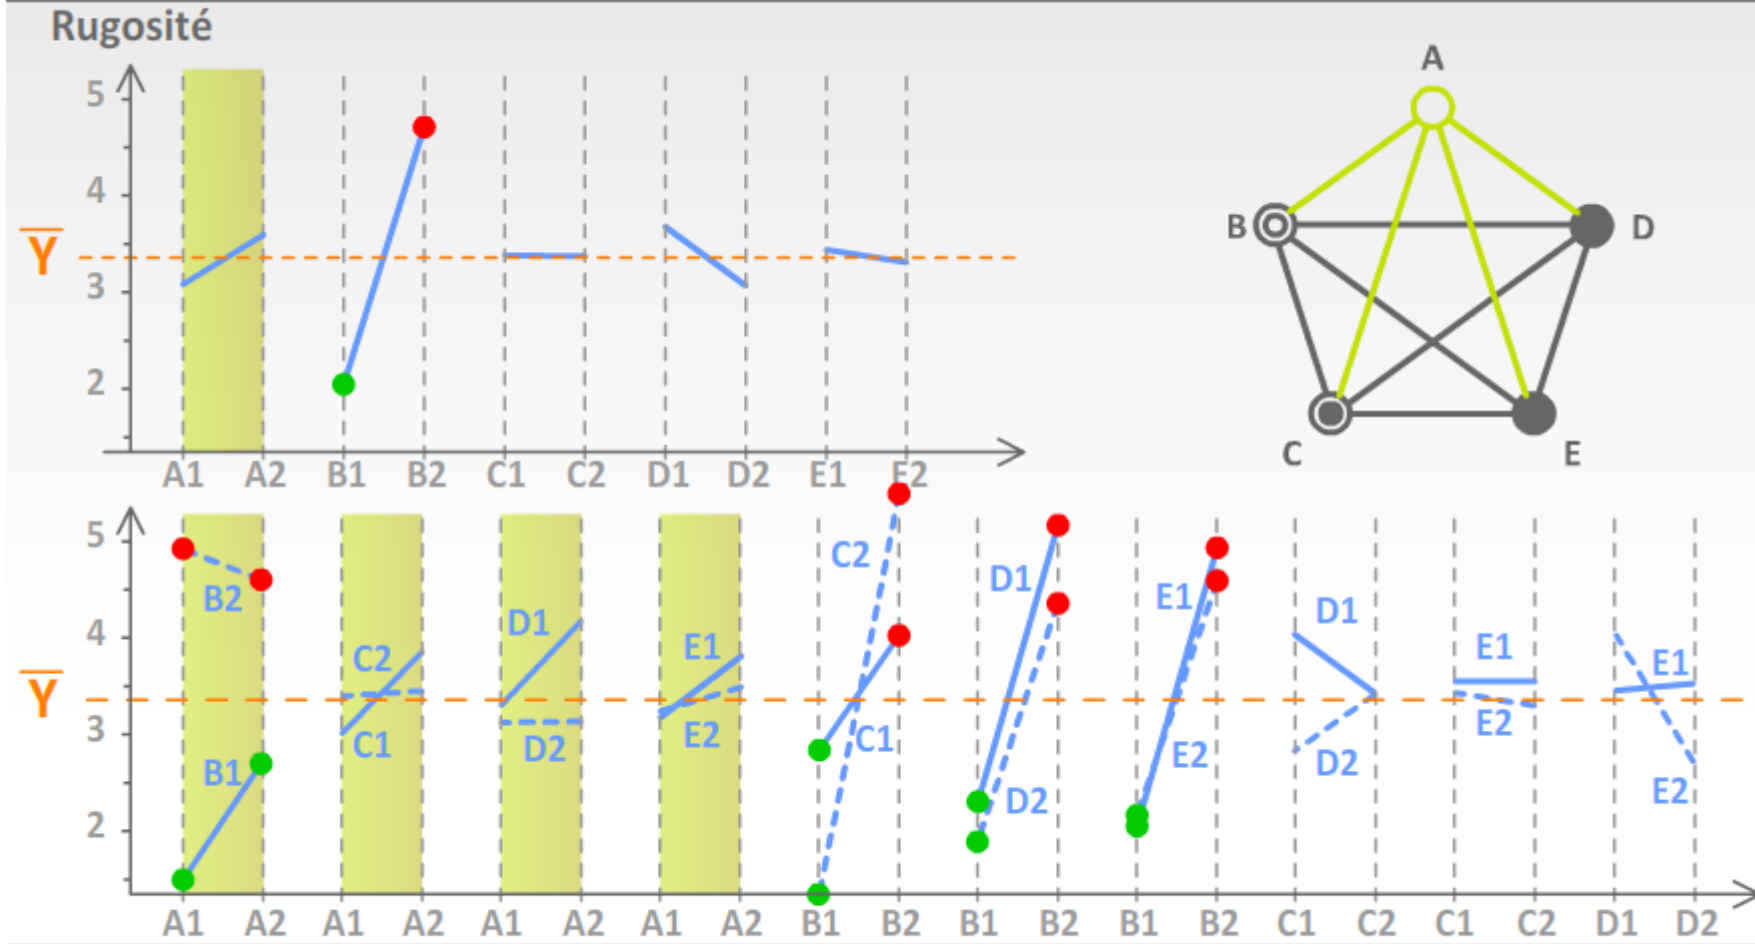 Rugosité
A
5
4
B
D
Y
3
2
C
E
A1 A2 B1 B2 C1 C2 D1 D2 E1 E2
5
C2
D1
E1
B2
D1
4
D1
C2
E1
E1
E1
Y
3
C1
D2
E2
C1
E2
D2
E2
B1
D2
E2
2
A1 A2 A1 A2 A1 A2 A1 A2 B1 B2 B1 B2 B1 B2 C1 C2 C1 C2 D1 D2